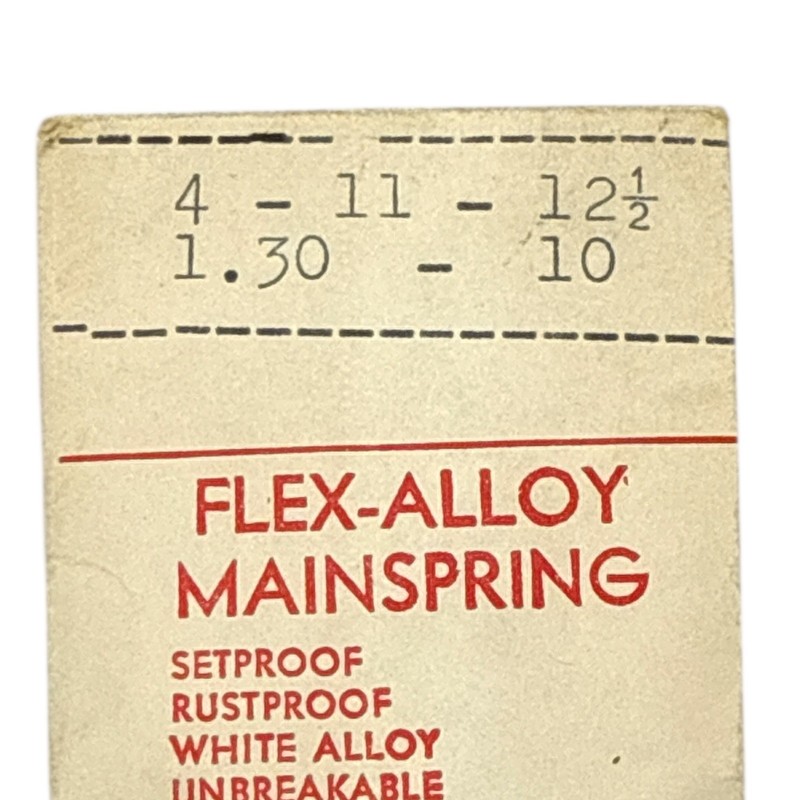 4 - 11 - 12½
1.30 - 10
FLEX-ALLOY
MAINSPRING
SETPROOF
RUSTPROOF
WHITE ALLOY
UNBREAKABLE